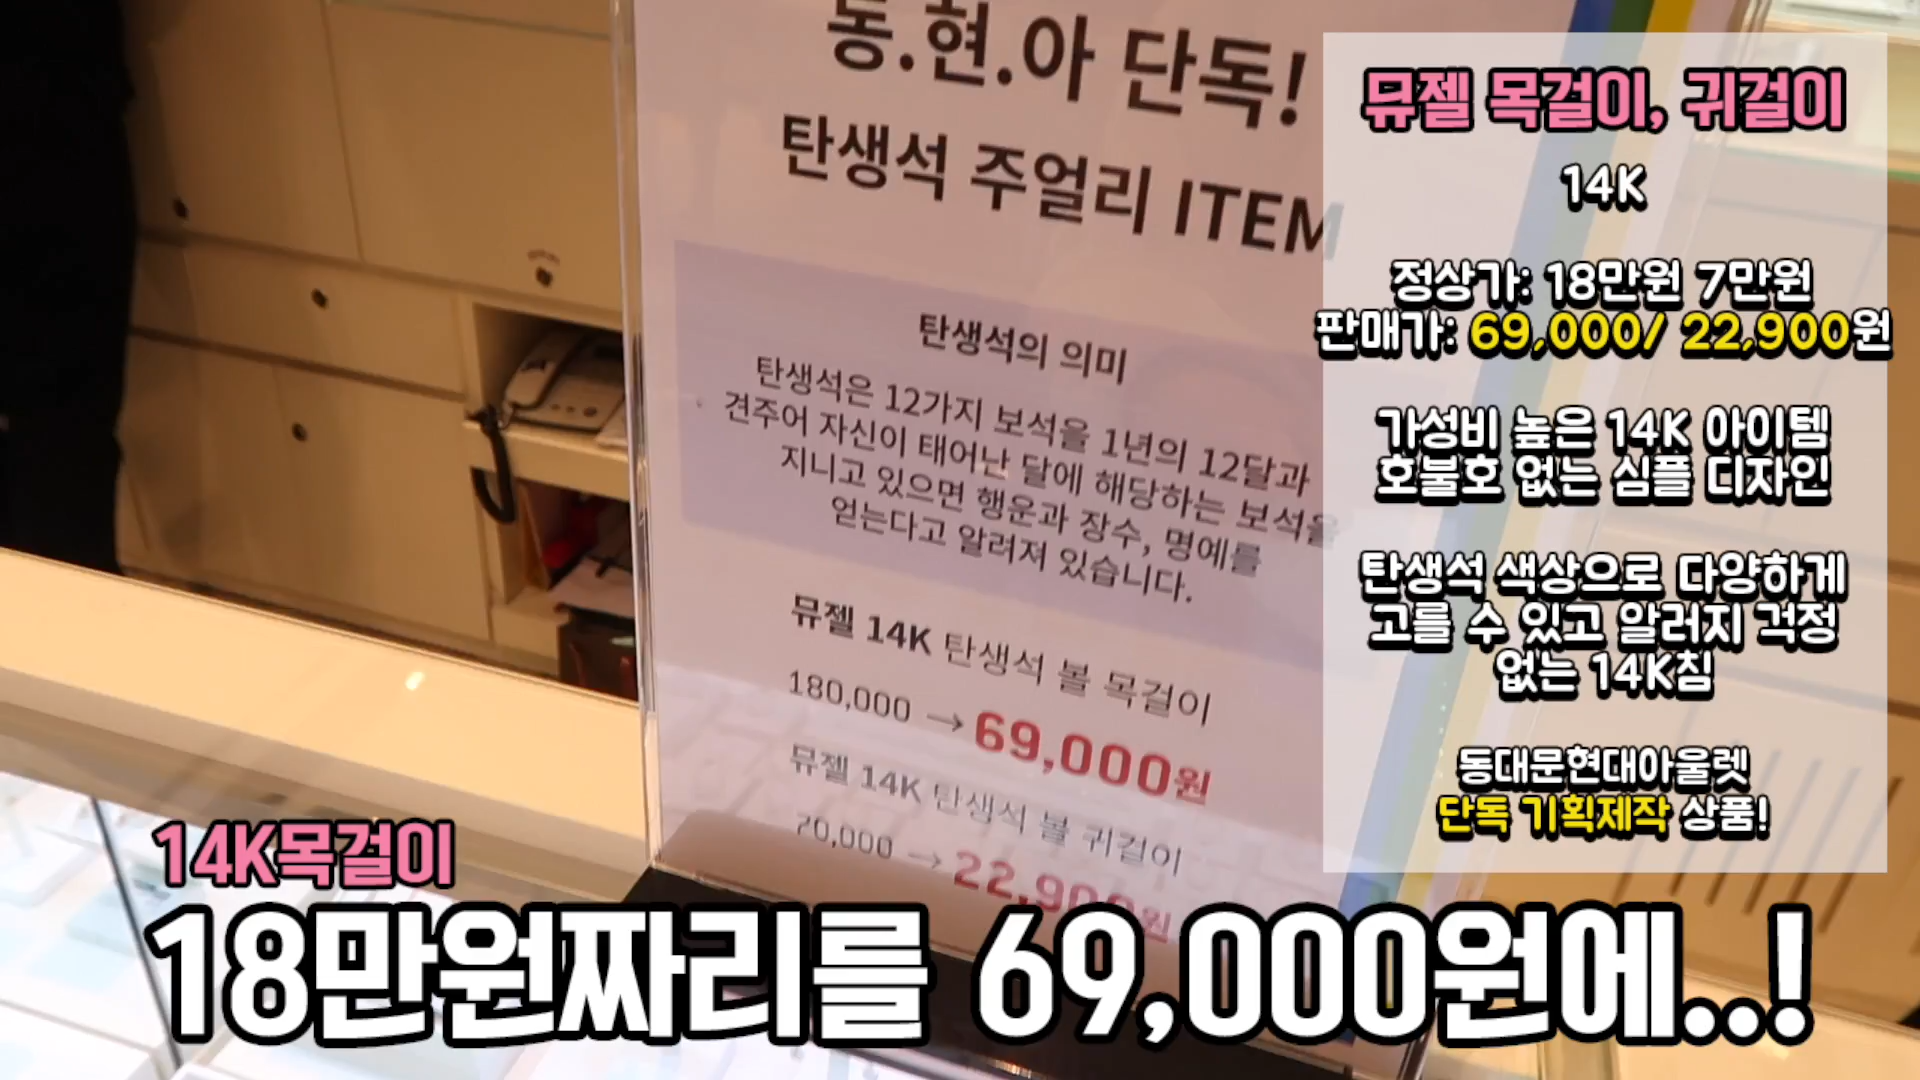 동.현.아 단독!
탄생석 주얼리 ITEM
탄생석의 의미
탄생석은 12가지 보석을 1년의 12달과
견주어 자신이 태어난 달에 해당하는 보석을
지니고 있으면 행운과 장수, 명예를
얻는다고 알려져 있습니다.
뮤젤 14K 탄생석 볼 목걸이
180,000 → 69,000원
뮤젤 14K 탄생석 볼 귀걸이
70,000 → 22,900원
뮤젤 목걸이, 귀걸이
14K
정상가: 18만원 7만원
판매가: 69,000/ 22,900원
가성비 높은 14K 아이템
호불호 없는 심플 디자인
탄생석 색상으로 다양하게
고를 수 있고 알러지 걱정
없는 14K침
동대문현대아울렛
단독 기획제작 상품!
14K목걸이
18만원짜리를 69,000원에..!